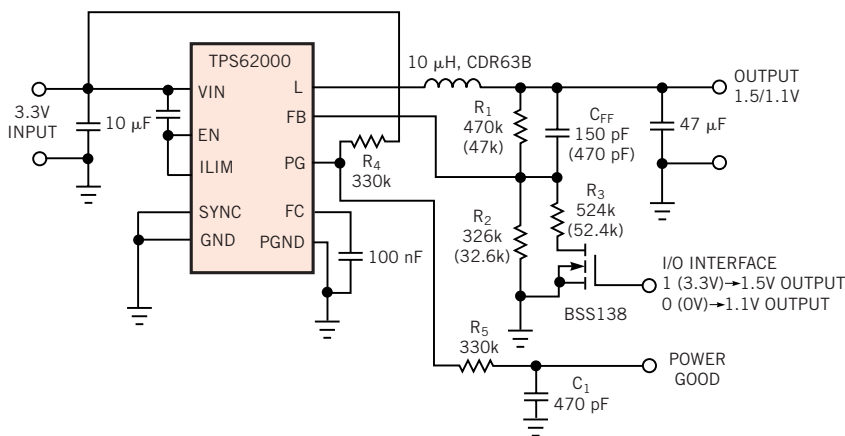 TPS62000
10 μH, CDR63B
VIN
L
OUTPUT
1.5/1.1V
3.3V
INPUT
10 μF
EN
FB
R1
470k
(47k)
CFF
150 pF
(470 pF)
47 μF
ILIM
PG
R4
330k
SYNC
FC
R2
326k
(32.6k)
R3
524k
(52.4k)
GND
PGND
100 nF
I/O INTERFACE
1 (3.3V)→1.5V OUTPUT
0 (0V)→1.1V OUTPUT
BSS138
R5
330k
POWER
GOOD
C1
470 pF